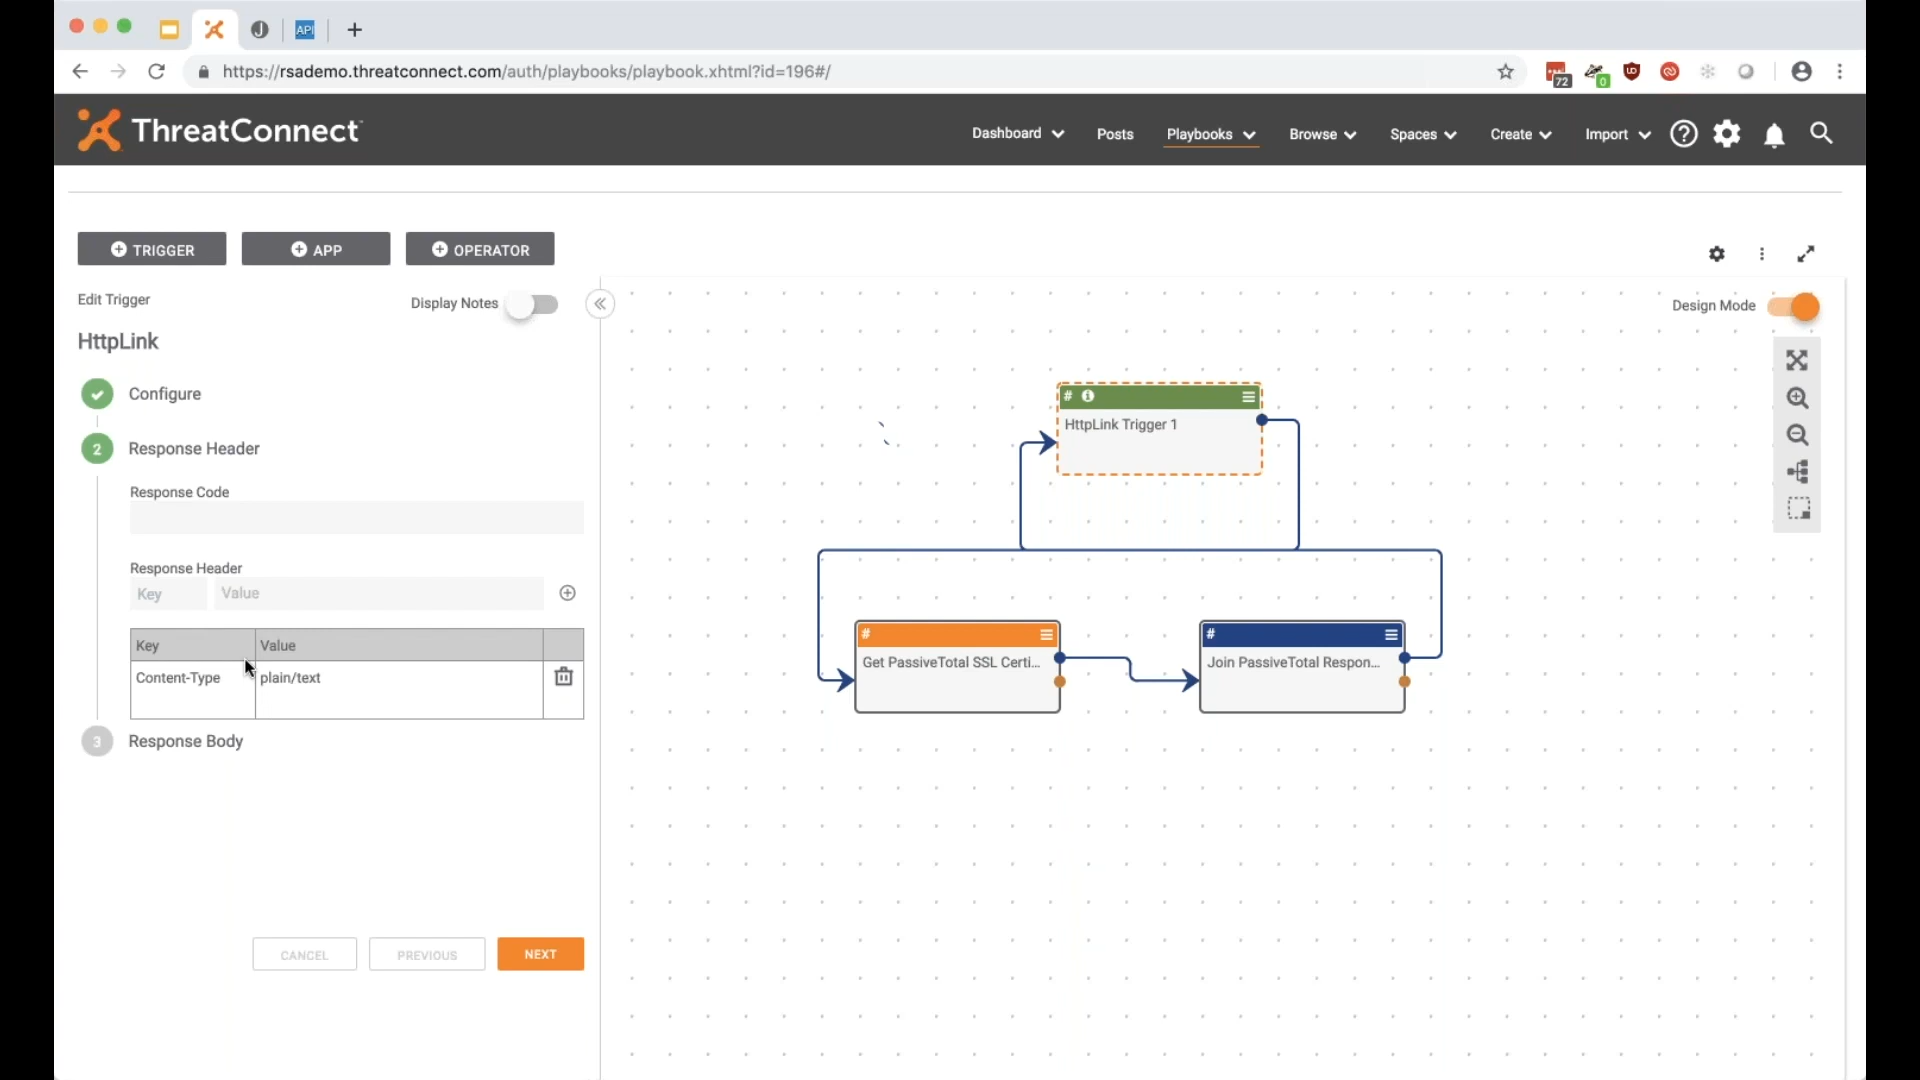 API
https://rsademo.threatconnect.com/auth/playbooks/playbook.xhtml?id=196#/
72
0
ThreatConnect
Dashboard
Posts
Playbooks
Browse
Spaces
Create
Import
TRIGGER
APP
OPERATOR
Edit Trigger
Display Notes
Design Mode
HttpLink
Configure
2
Response Header
Response Code
Response Header
Key
Value
Key
Value
Content-Type
plain/text
3
Response Body
CANCEL
PREVIOUS
NEXT
#
HttpLink Trigger 1
#
Get PassiveTotal SSL Certi...
#
Join PassiveTotal Respon...